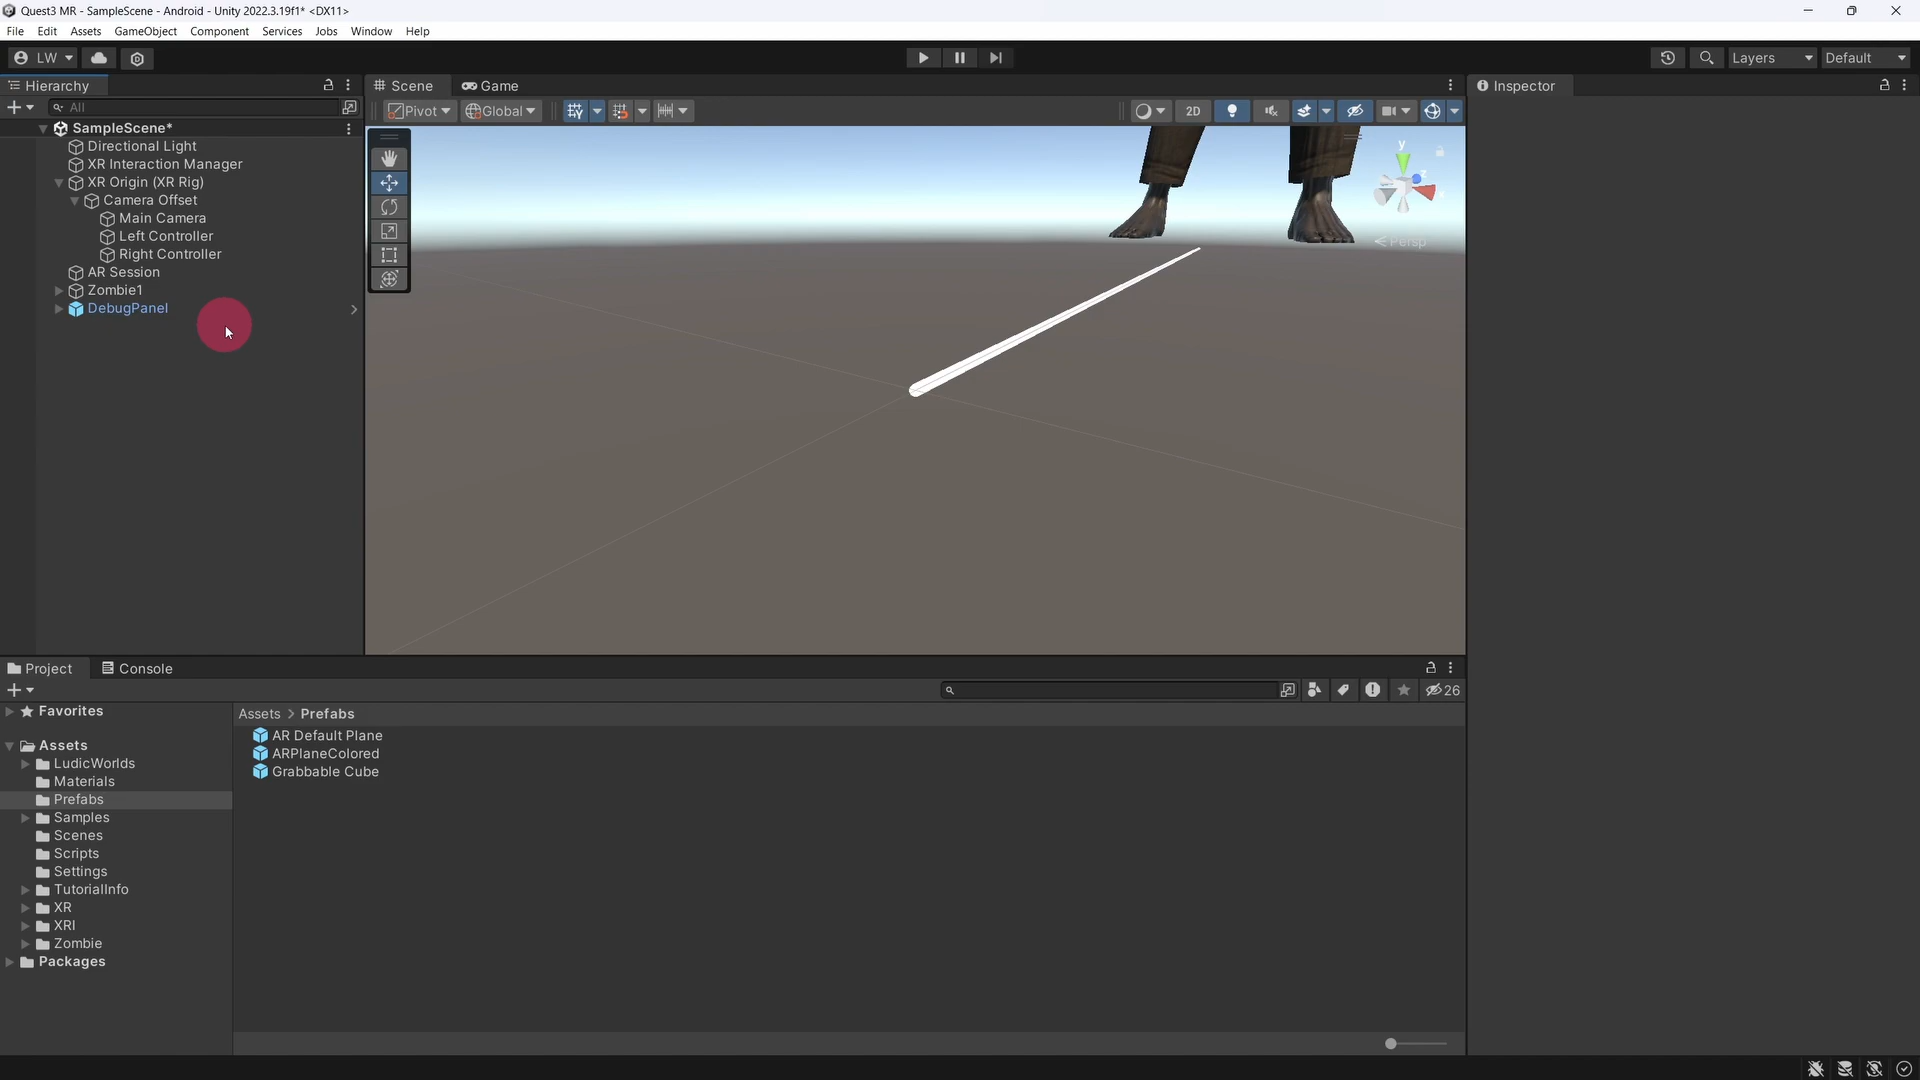 Quest3 MR - SampleScene - Android - Unity 2022.3.19f1* <DX11>
File Edit Assets GameObject Component Services Jobs Window Help
LW Layers Default
Hierarchy
All
SampleScene*
Directional Light
XR Interaction Manager
XR Origin (XR Rig)
Camera Offset
Main Camera
Left Controller
Right Controller
AR Session
Zombie1
DebugPanel
Scene Game
Pivot Global 2D
y
z
Persp
Inspector
Project Console
26
Favorites
Assets
LudicWorlds
Materials
Prefabs
Samples
Scenes
Scripts
Settings
TutorialInfo
XR
XRI
Zombie
Packages
Assets > Prefabs
AR Default Plane
ARPlaneColored
Grabbable Cube